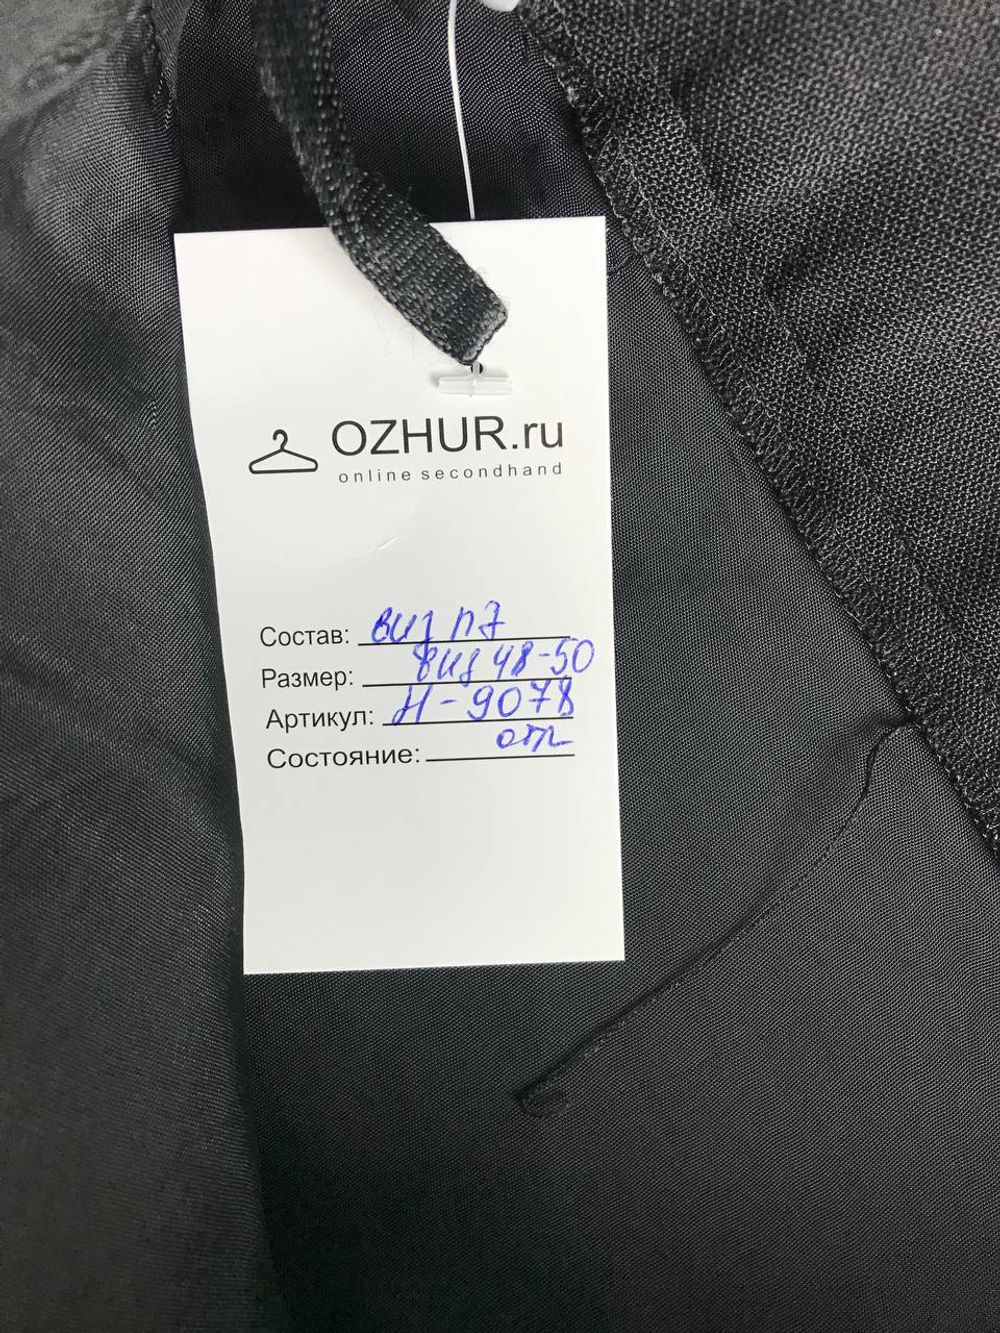 OZHUR.ru
online secondhand
Состав: виз пэ
Размер: виз 48-50
Артикул: Н-9078
Состояние: отл